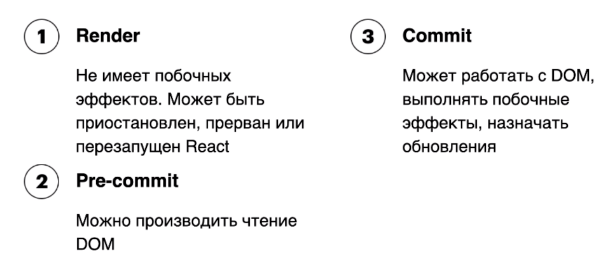 1 Render
Не имеет побочных
эффектов. Может быть
приостановлен, прерван или
перезапущен React
2 Pre-commit
Можно производить чтение
DOM
3 Commit
Может работать с DOM,
выполнять побочные
эффекты, назначать
обновления